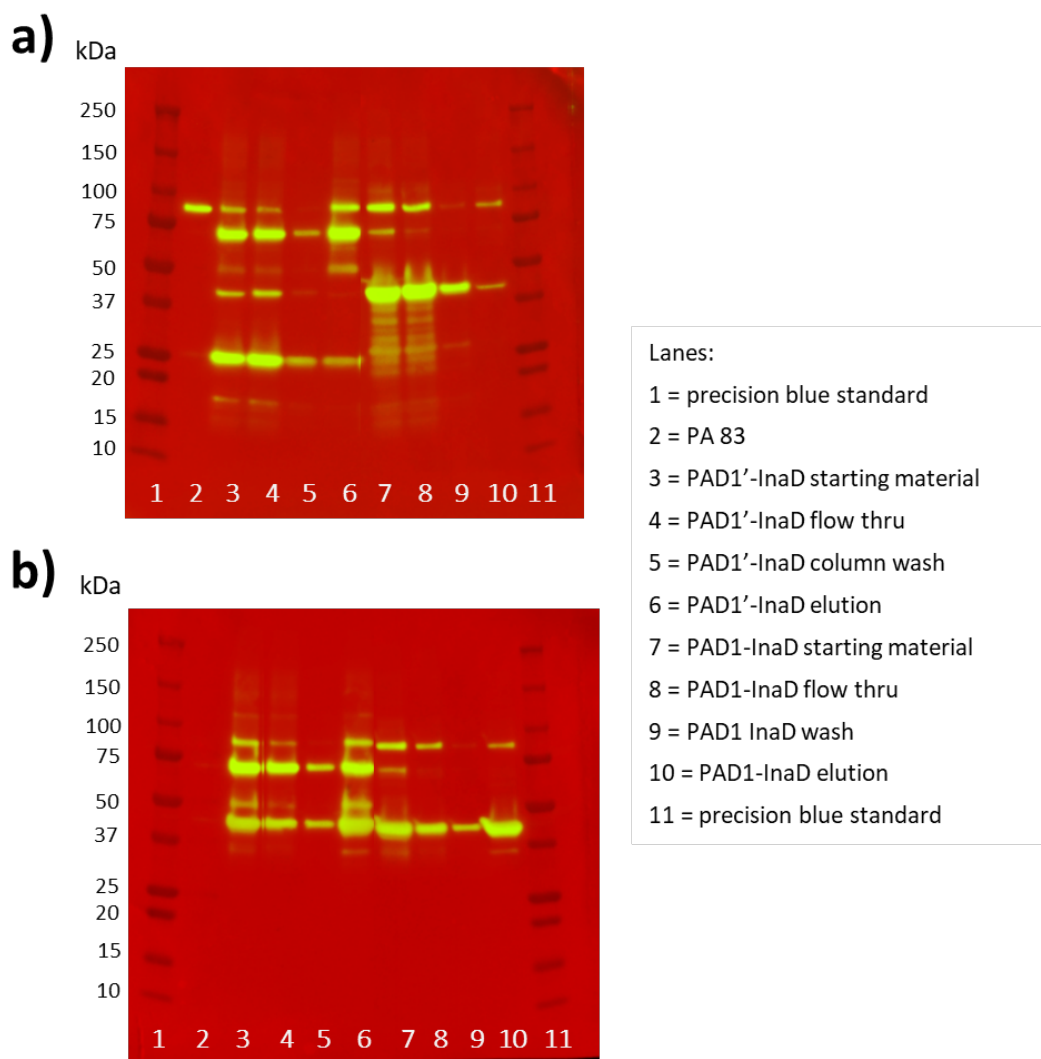 a)
kDa
250
150
100
75
50
37
25
20
15
10
1 2 3 4 5 6 7 8 9 10 11
b)
kDa
250
150
100
75
50
37
25
20
15
10
1 2 3 4 5 6 7 8 9 10 11
Lanes:
1 = precision blue standard
2 = PA 83
3 = PAD1’-InaD starting material
4 = PAD1’-InaD flow thru
5 = PAD1’-InaD column wash
6 = PAD1’-InaD elution
7 = PAD1-InaD starting material
8 = PAD1-InaD flow thru
9 = PAD1 InaD wash
10 = PAD1-InaD elution
11 = precision blue standard